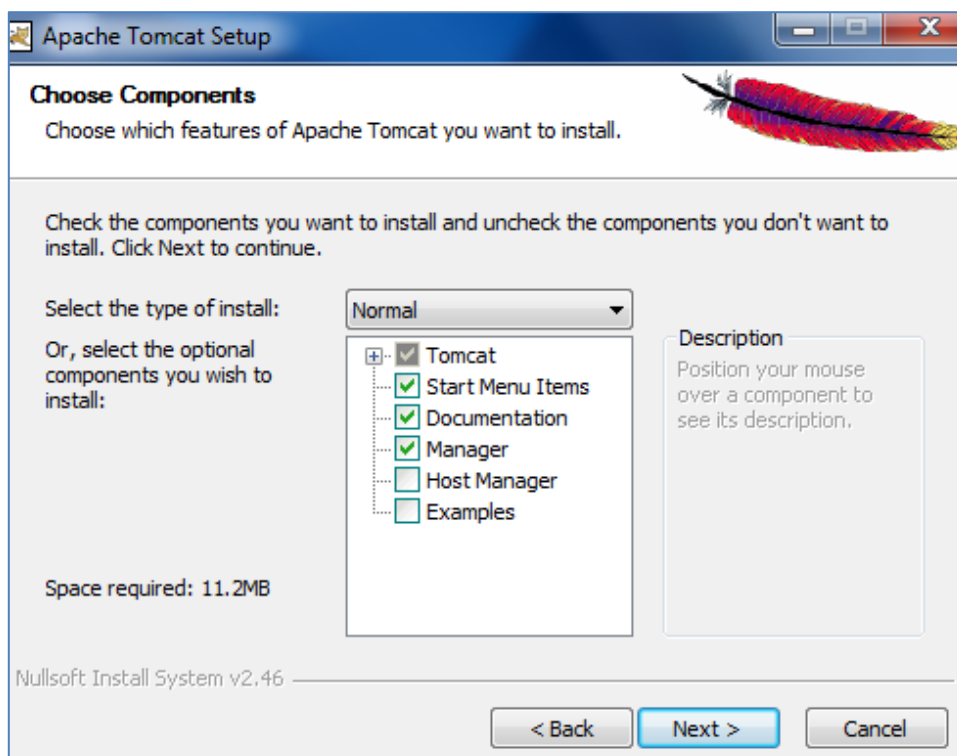 Apache Tomcat Setup
Choose Components
Choose which features of Apache Tomcat you want to install.
Check the components you want to install and uncheck the components you don't want to
install. Click Next to continue.
Select the type of install:
Normal
Or, select the optional
components you wish to
install:
Tomcat
Start Menu Items
Documentation
Manager
Host Manager
Examples
Description
Position your mouse
over a component to
see its description.
Space required: 11.2MB
Nullsoft Install System v2.46
< Back
Next >
Cancel